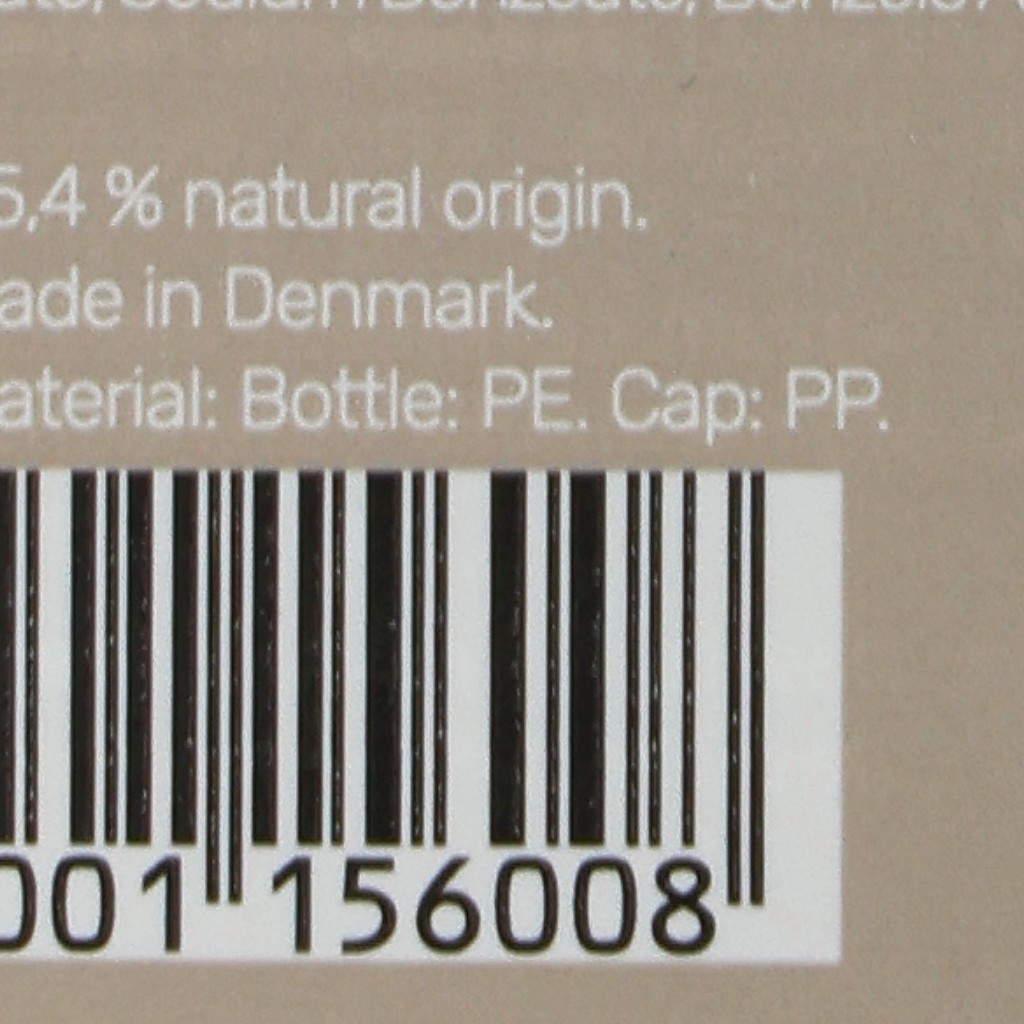 5,4 % natural origin.
ade in Denmark.
aterial: Bottle: PE. Cap: PP.
001 156008